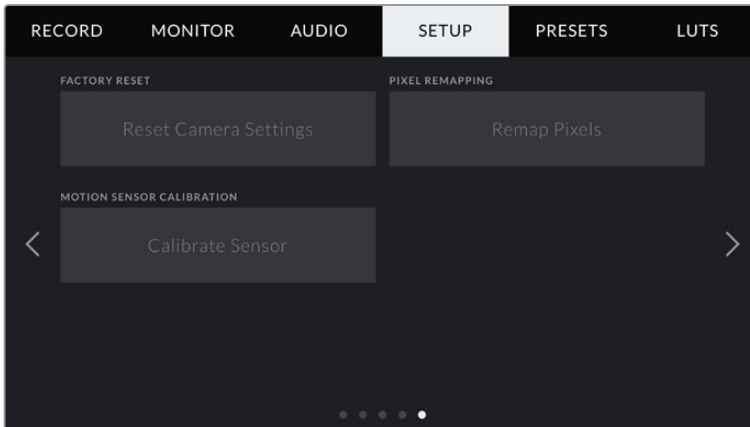 RECORD MONITOR AUDIO SETUP PRESETS LUTS
FACTORY RESET PIXEL REMAPPING
Reset Camera Settings Remap Pixels
MOTION SENSOR CALIBRATION
Calibrate Sensor